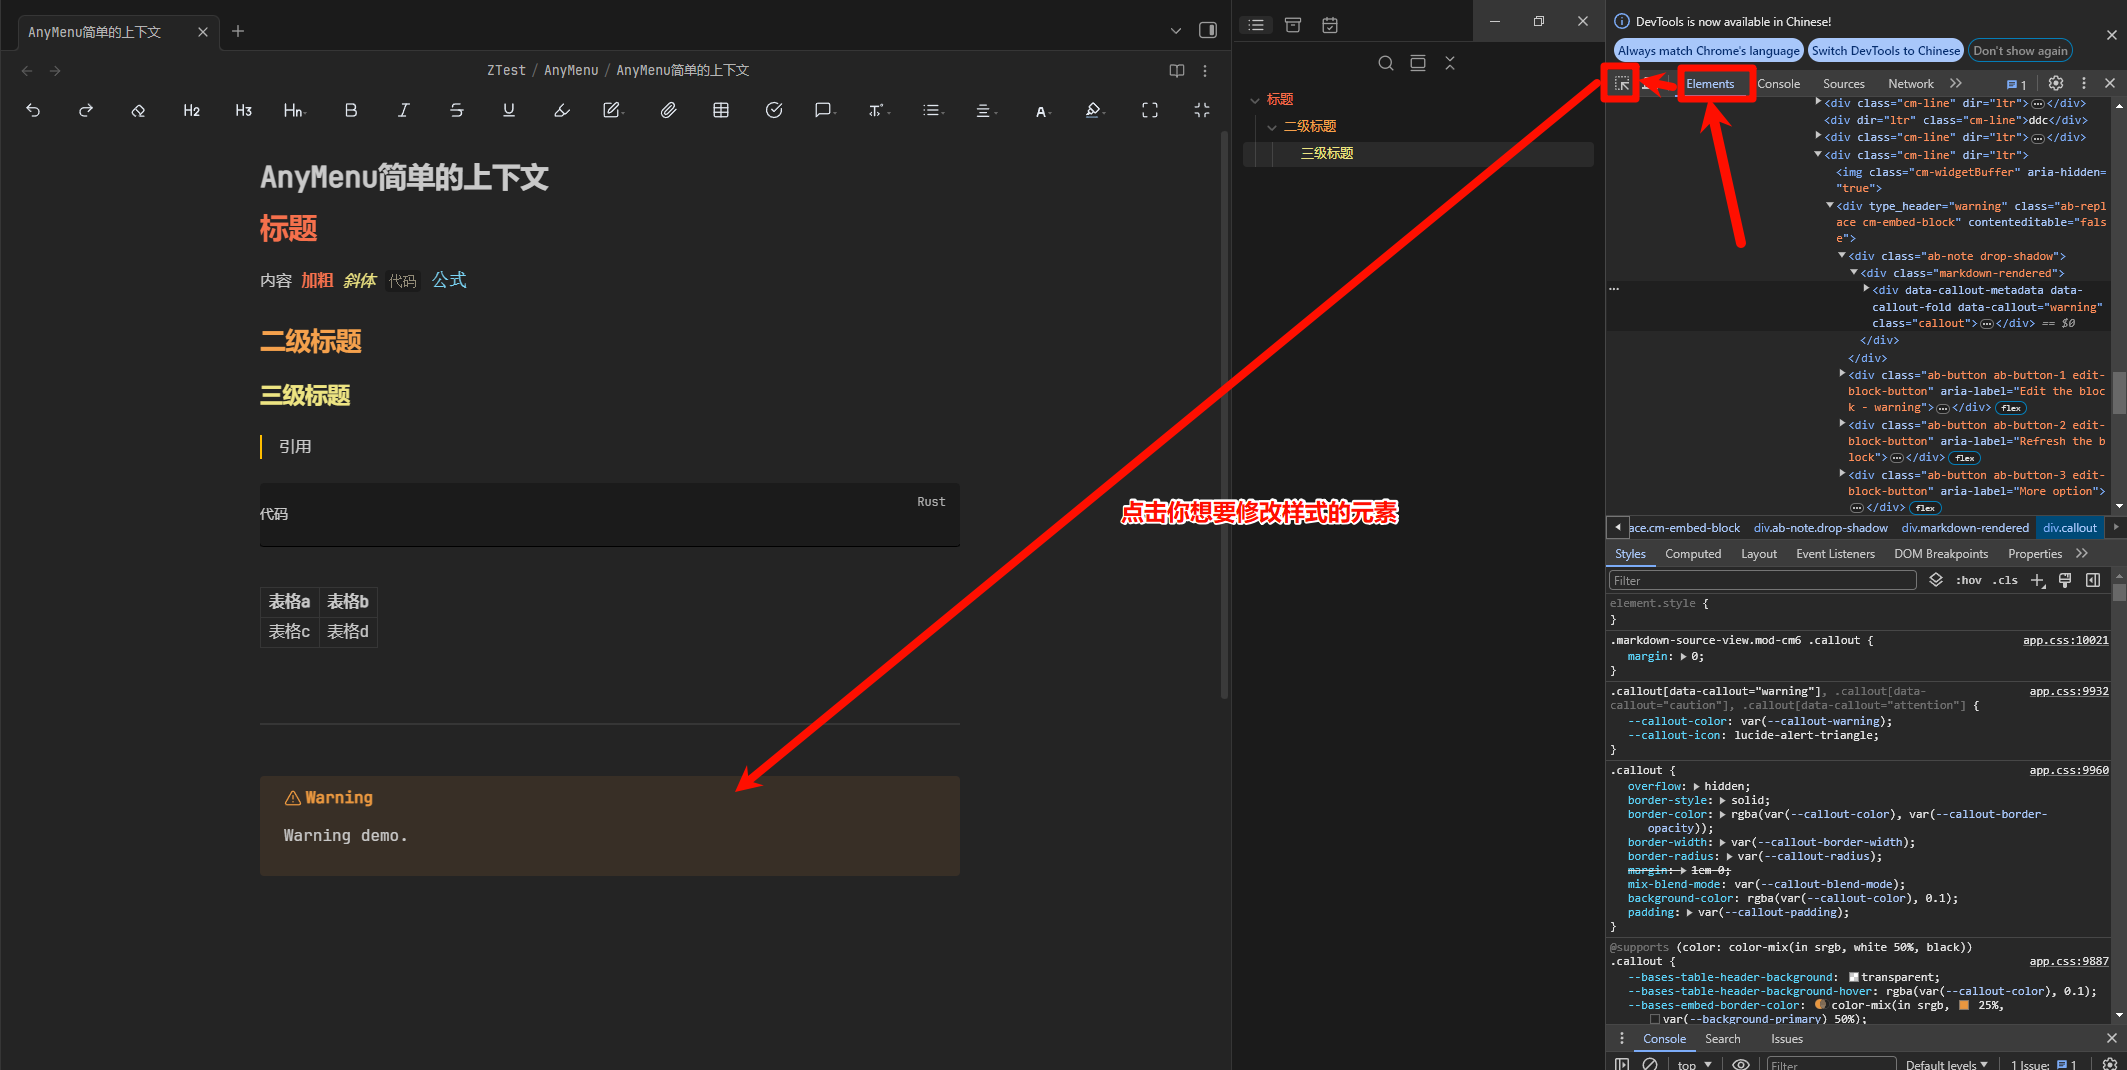 AnyMenu简单的上下文
ZTest / AnyMenu / AnyMenu简单的上下文
H2 H3 Hn B I S U A
AnyMenu简单的上下文
标题
内容 加粗 斜体 代码 公式
二级标题
三级标题
引用
Rust
代码
表格a 表格b
表格c 表格d
Warning
Warning demo.
标题
二级标题
三级标题
点击你想要修改样式的元素
DevTools is now available in Chinese!
Always match Chrome's language Switch DevTools to Chinese Don't show again
Elements Console Sources Network 1
<div class="cm-line" dir="ltr">…</div>
<div dir="ltr" class="cm-line">ddc</div>
<div class="cm-line" dir="ltr">…</div>
<div class="cm-line" dir="ltr">
<img class="cm-widgetBuffer" aria-hidden=
"true">
<div type_header="warning" class="ab-repl
ace cm-embed-block" contenteditable="fals
e">
<div class="ab-note drop-shadow">
<div class="markdown-rendered">
<div data-callout-metadata data-
callout-fold data-callout="warning"
class="callout">…</div> == $0
</div>
</div>
<div class="ab-button ab-button-1 edit-
block-button" aria-label="Edit the bloc
k - warning">…</div> flex
<div class="ab-button ab-button-2 edit-
block-button" aria-label="Refresh the b
lock">…</div> flex
<div class="ab-button ab-button-3 edit-
block-button" aria-label="More option">
…</div> flex
ace.cm-embed-block div.ab-note.drop-shadow div.markdown-rendered div.callout
Styles Computed Layout Event Listeners DOM Breakpoints Properties
Filter :hov .cls
element.style {
}
.markdown-source-view.mod-cm6 .callout { app.css:10021
margin: 0;
}
.callout[data-callout="warning"], .callout[data- app.css:9932
callout="caution"], .callout[data-callout="attention"] {
--callout-color: var(--callout-warning);
--callout-icon: lucide-alert-triangle;
}
.callout { app.css:9960
overflow: hidden;
border-style: solid;
border-color: rgba(var(--callout-color), var(--callout-border-
opacity));
border-width: var(--callout-border-width);
border-radius: var(--callout-radius);
margin: 1em 0;
mix-blend-mode: var(--callout-blend-mode);
background-color: rgba(var(--callout-color), 0.1);
padding: var(--callout-padding);
}
@supports (color: color-mix(in srgb, white 50%, black))
.callout { app.css:9887
--bases-table-header-background: transparent;
--bases-table-header-background-hover: rgba(var(--callout-color), 0.1);
--bases-embed-border-color: color-mix(in srgb, 25%,
var(--background-primary) 50%);
Console Search Issues
top Filter Default levels 1 Issue: 1